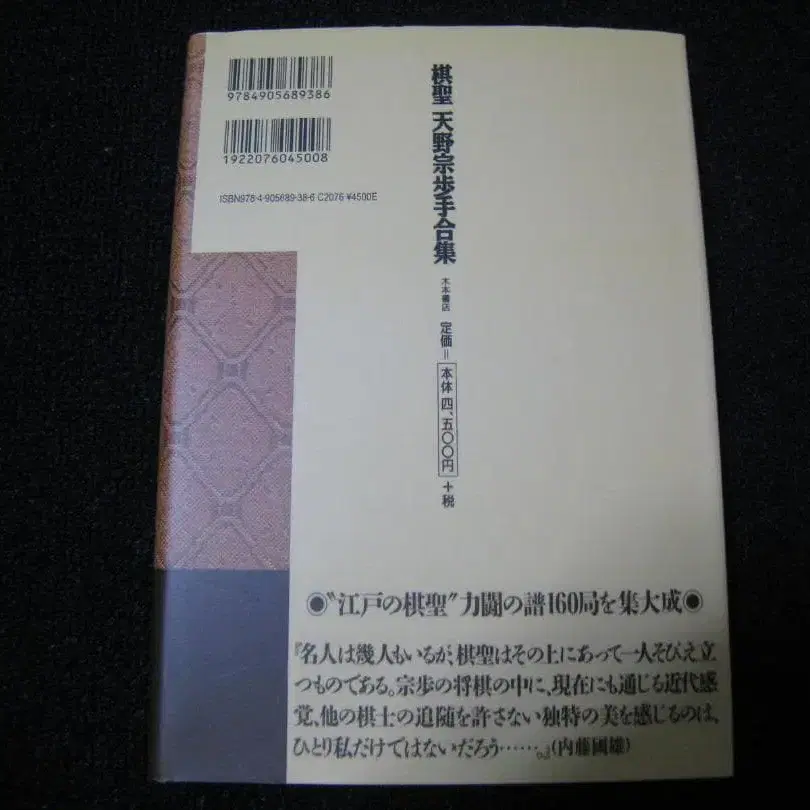 9784905689386
1922076045008
ISBN978-4-905689-38-6 C2076 ¥4500E
棋聖 天野宗歩手合集
木本書店
定価=本体 四、五〇〇円+税
◉〝江戸の棋聖〟力闘の譜160局を集大成◉
『名人は幾人もいるが、棋聖はその上にあって一人そびえ立
つものである。宗歩の将棋の中に、現在にも通じる近代感
覚、他の棋士の追随を許さない独特の美を感じるのは、
ひとり私だけではないだろう……。』(内藤國雄)